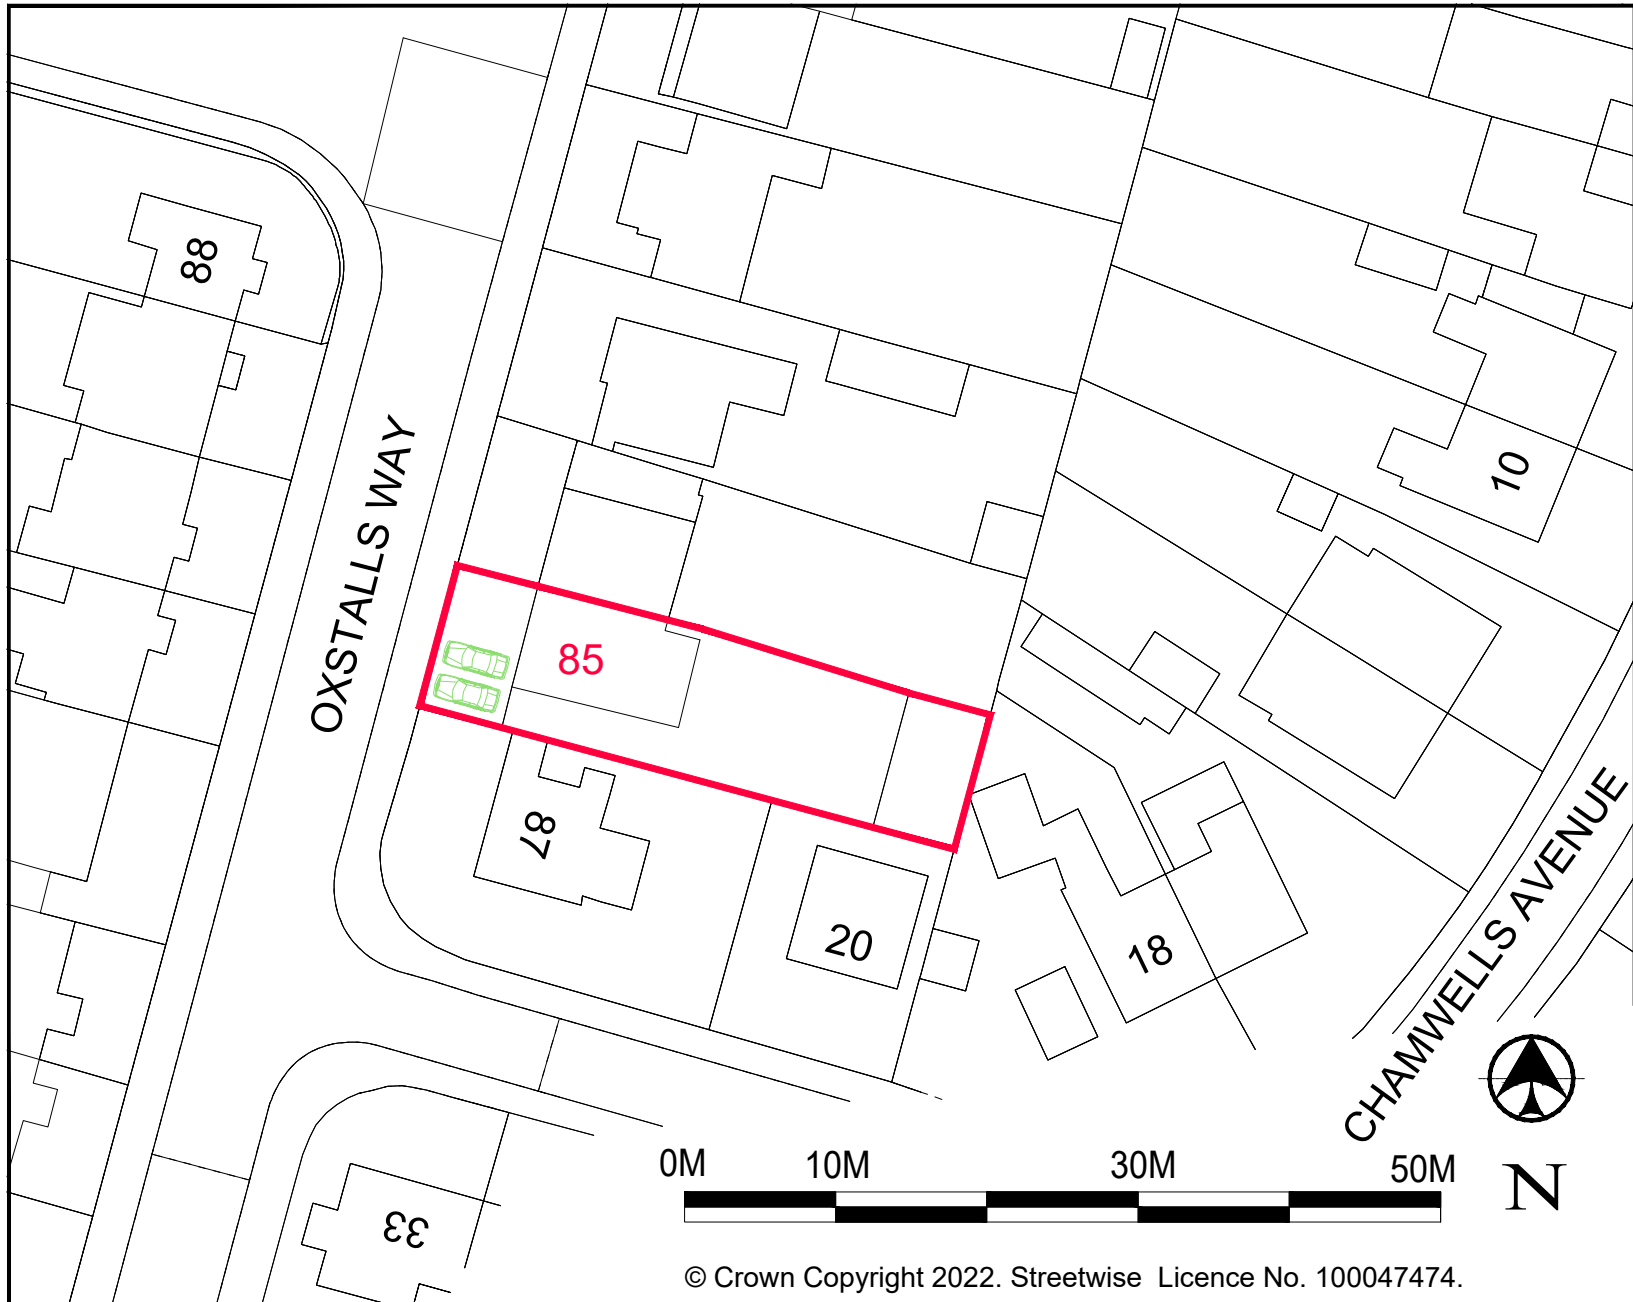 88
OXSTALLS WAY
10
85
87
20
18
CHAMWELLS AVENUE
33
0M 10M 30M 50M
N
© Crown Copyright 2022. Streetwise Licence No. 100047474.